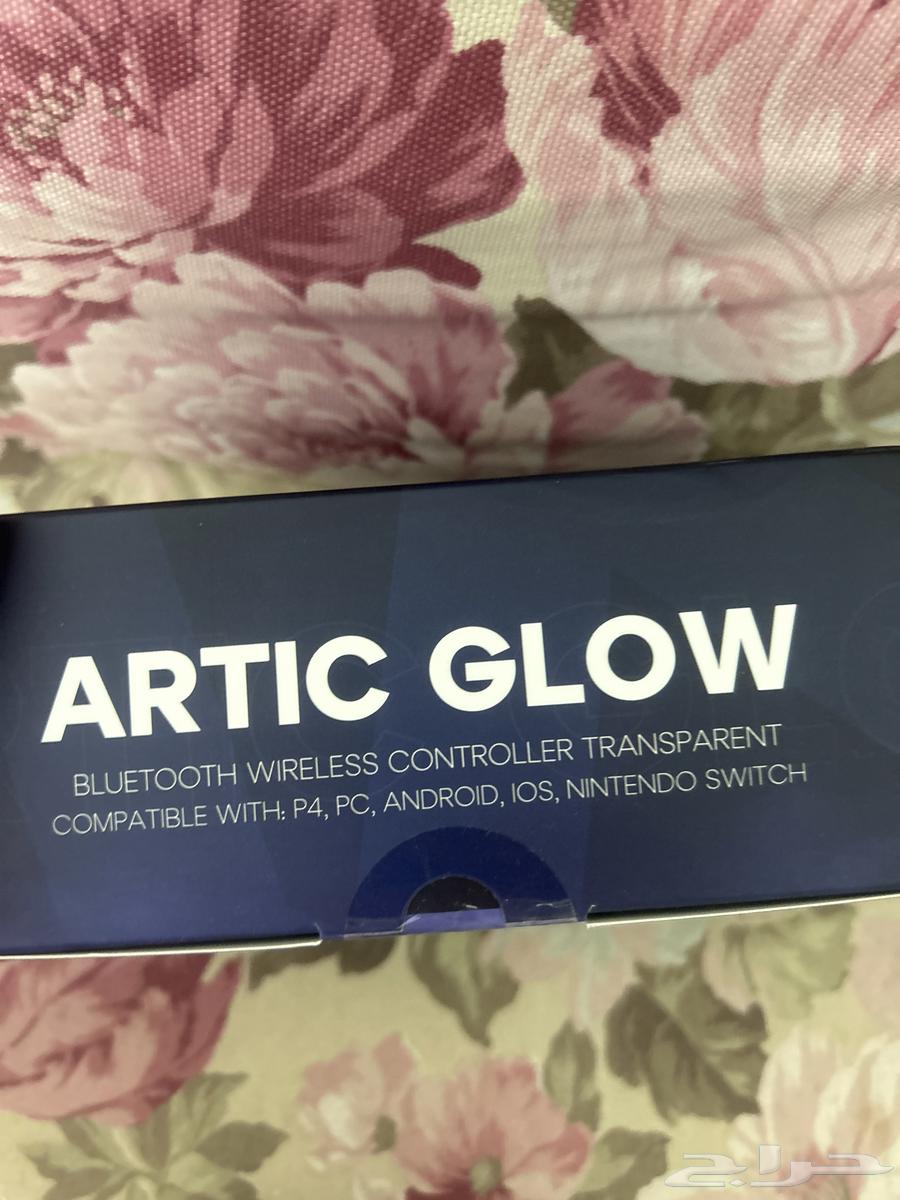 ARTIC GLOW
BLUETOOTH WIRELESS CONTROLLER TRANSPARENT
COMPATIBLE WITH: P4, PC, ANDROID, IOS, NINTENDO SWITCH
حراج